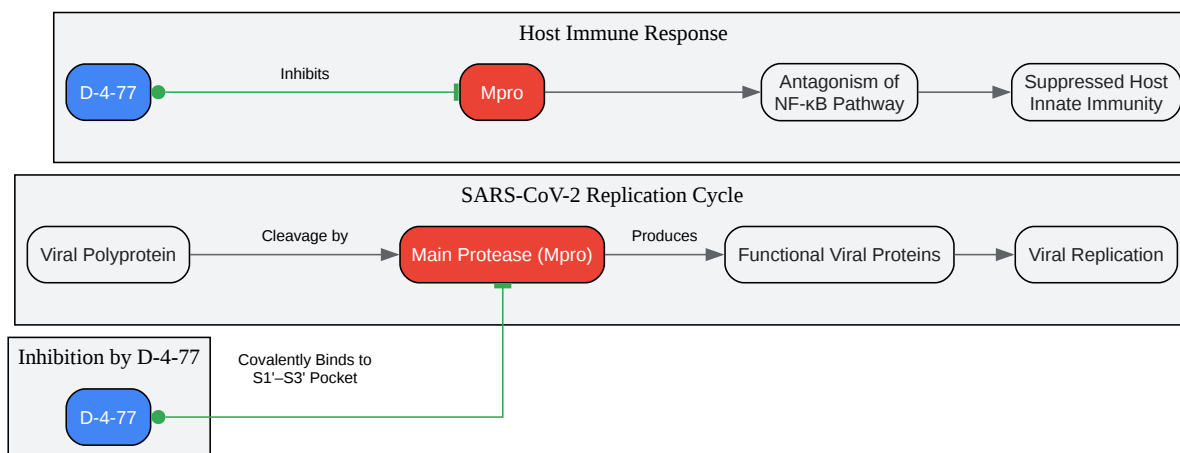 Host Immune Response
D-4-77
Inhibits
Mpro
Antagonism of
NF-κB Pathway
Suppressed Host
Innate Immunity
SARS-CoV-2 Replication Cycle
Viral Polyprotein
Cleavage by
Main Protease (Mpro)
Produces
Functional Viral Proteins
Viral Replication
Inhibition by D-4-77
D-4-77
Covalently Binds to
S1'–S3' Pocket